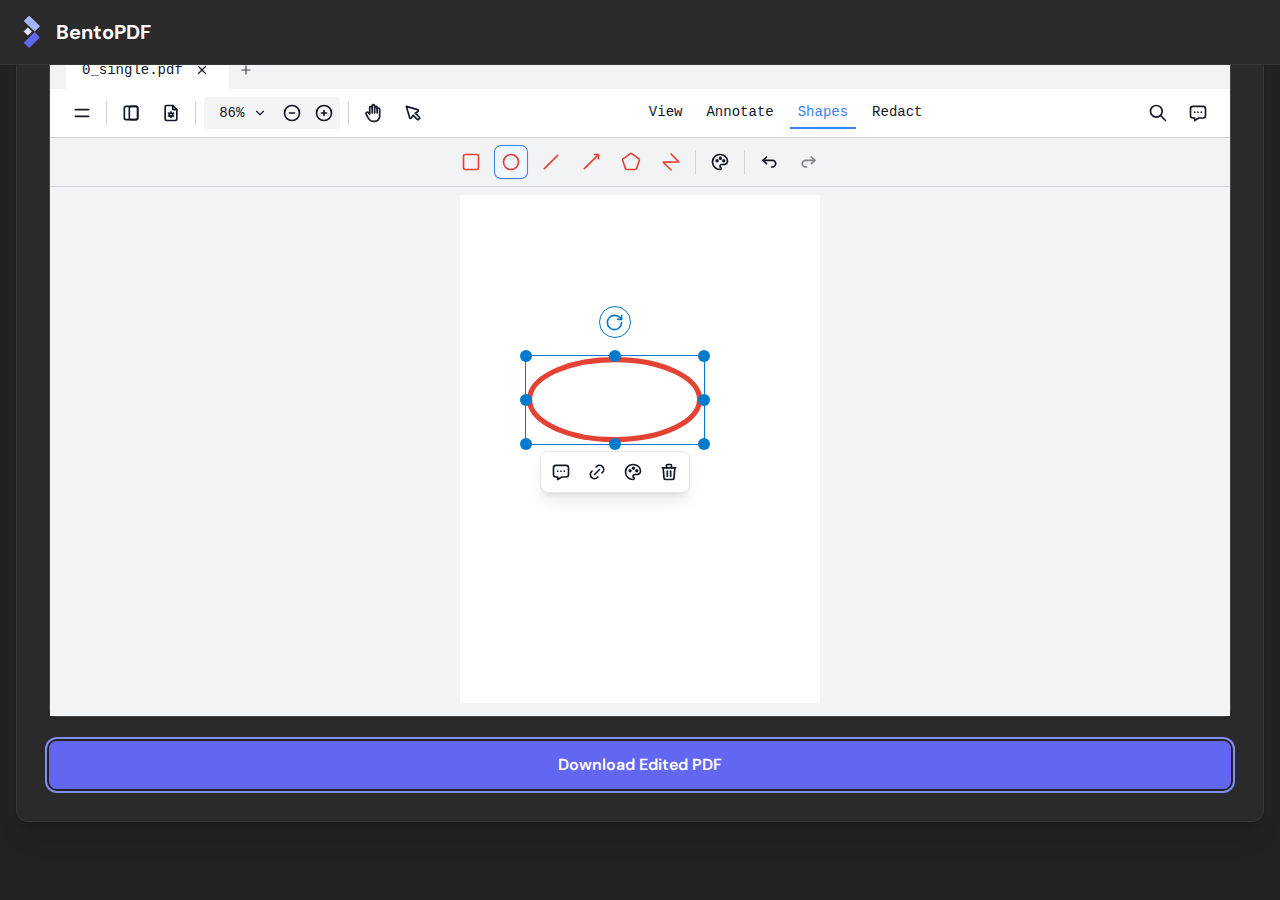 BentoPDF
0_single.pdf
86%
View Annotate Shapes Redact
Download Edited PDF